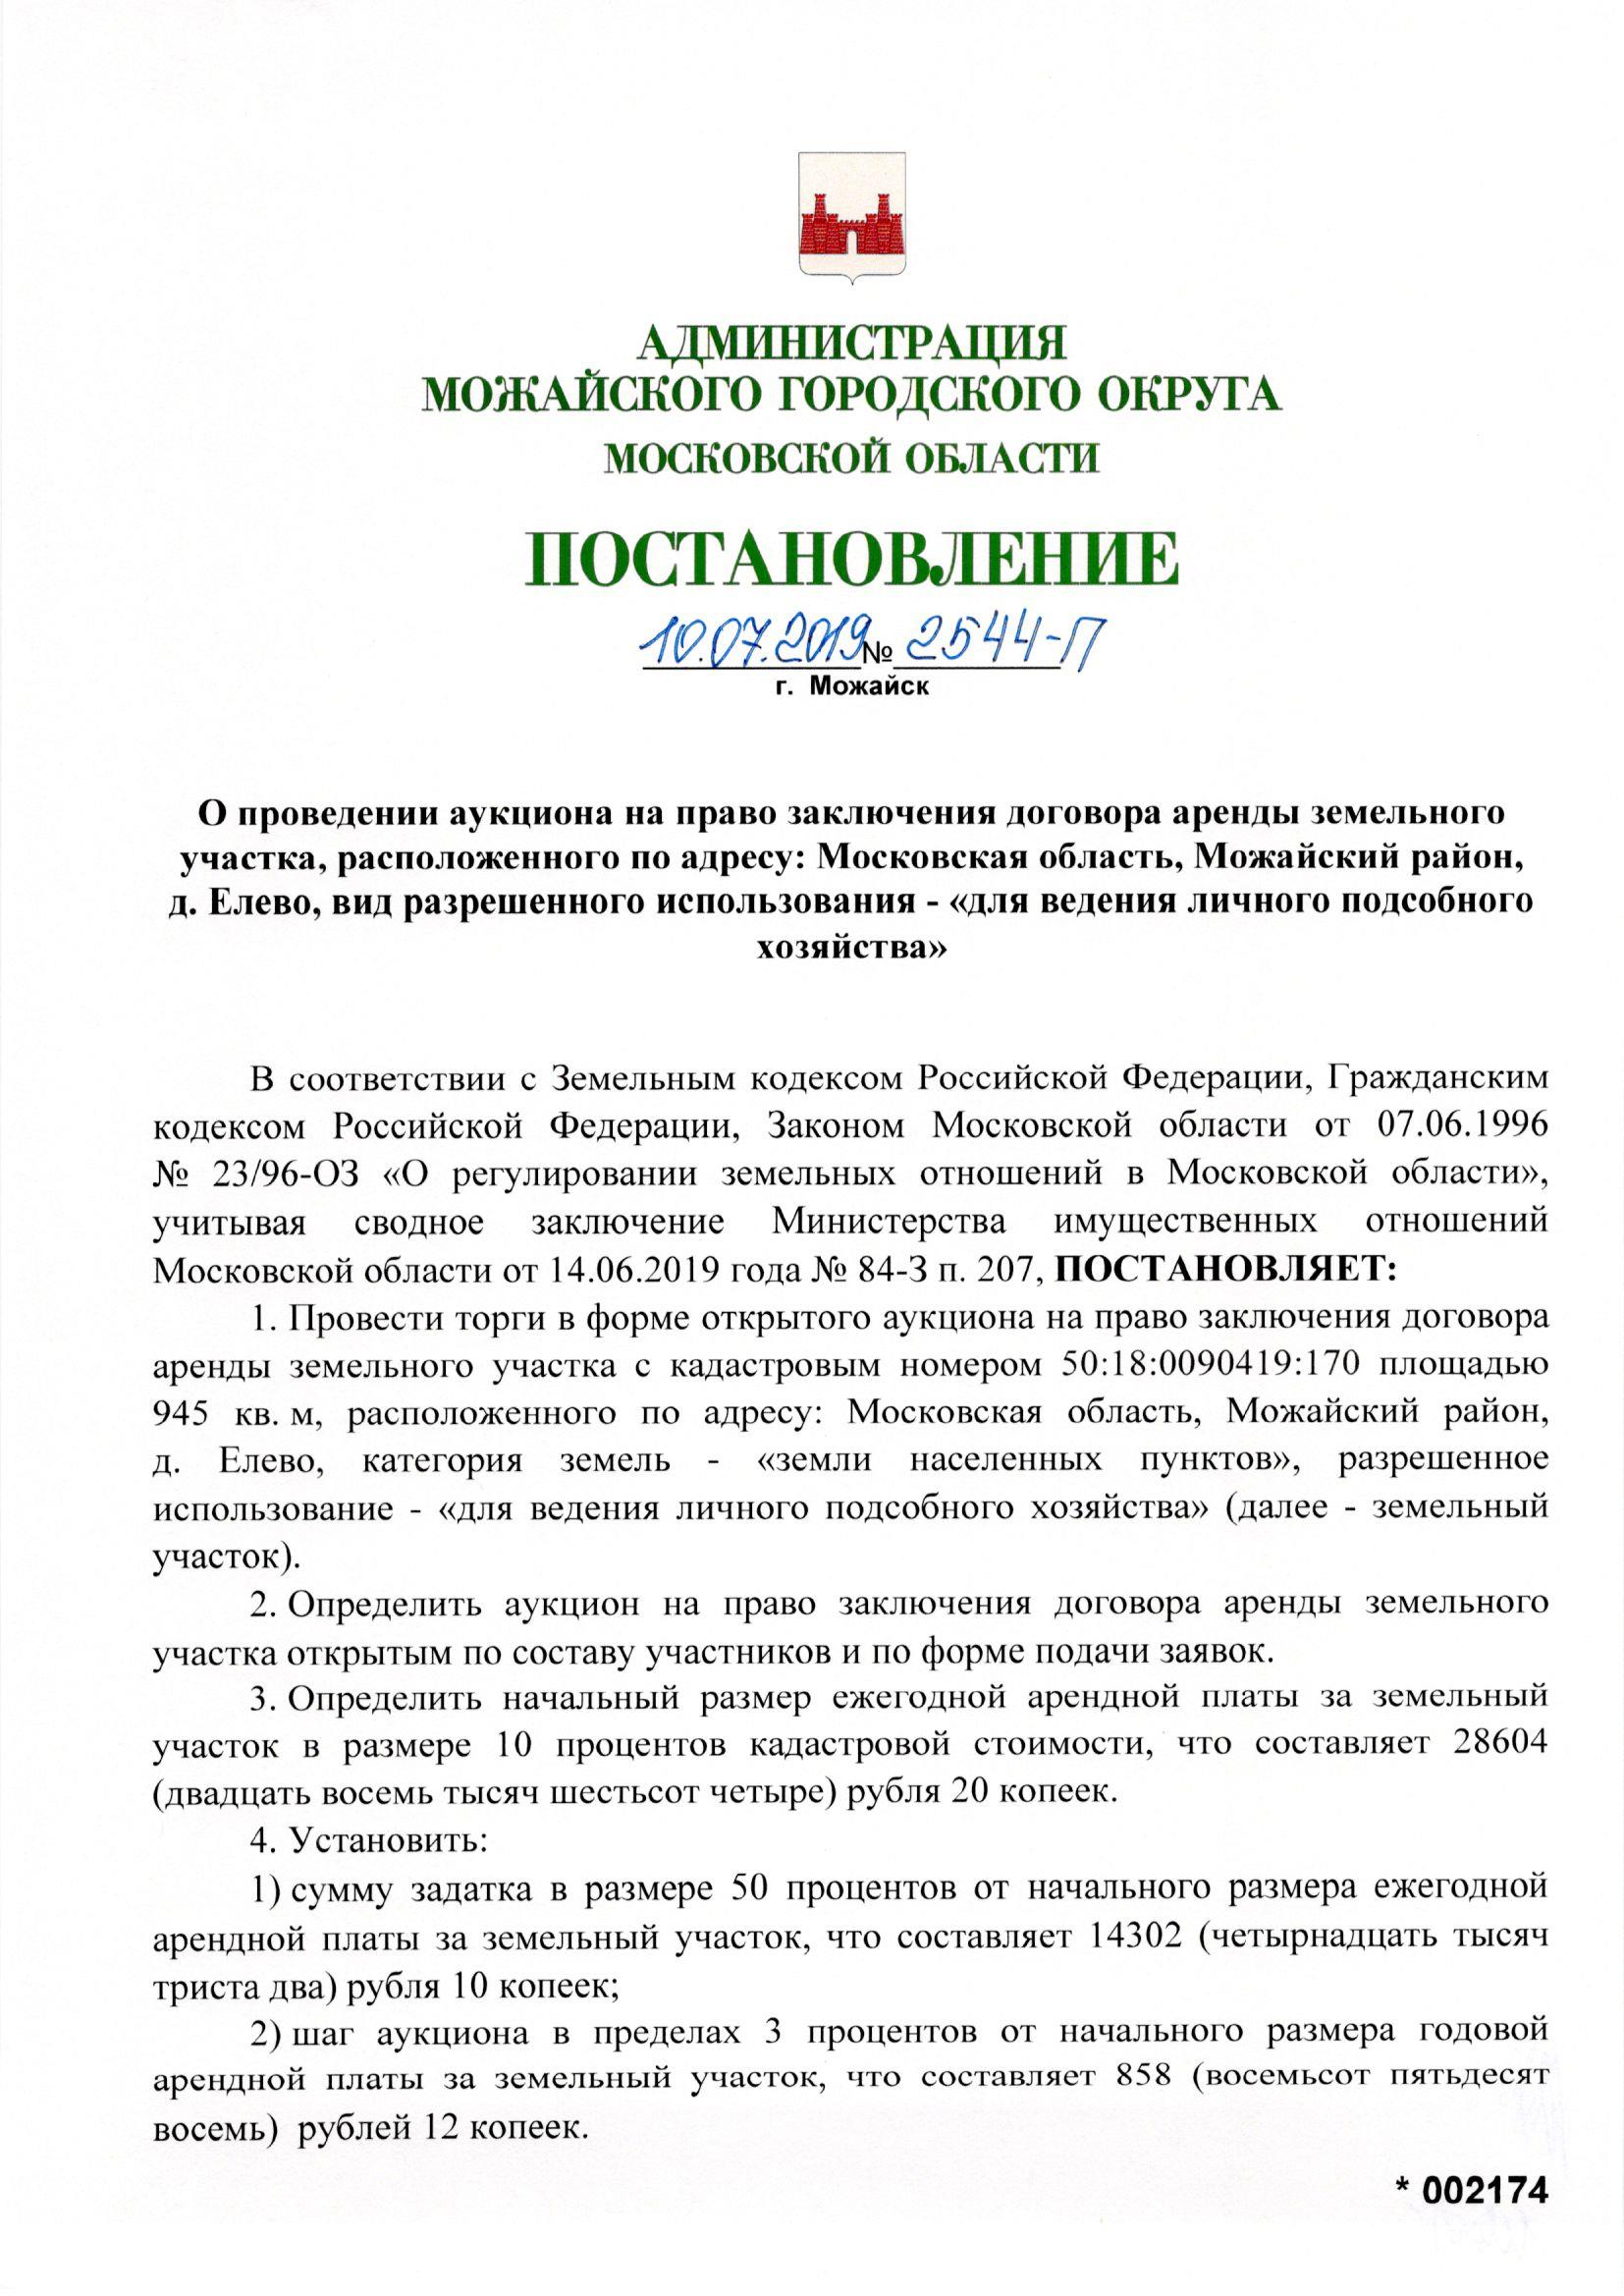 АДМИНИСТРАЦИЯ
МОЖАЙСКОГО ГОРОДСКОГО ОКРУГА
МОСКОВСКОЙ ОБЛАСТИ
ПОСТАНОВЛЕНИЕ
10.07.2019 № 2544-П
г. Можайск
О проведении аукциона на право заключения договора аренды земельного
участка, расположенного по адресу: Московская область, Можайский район,
д. Елево, вид разрешенного использования - «для ведения личного подсобного
хозяйства»
В соответствии с Земельным кодексом Российской Федерации, Гражданским
кодексом Российской Федерации, Законом Московской области от 07.06.1996
№ 23/96-ОЗ «О регулировании земельных отношений в Московской области»,
учитывая сводное заключение Министерства имущественных отношений
Московской области от 14.06.2019 года № 84-З п. 207, ПОСТАНОВЛЯЕТ:
1. Провести торги в форме открытого аукциона на право заключения договора
аренды земельного участка с кадастровым номером 50:18:0090419:170 площадью
945 кв. м, расположенного по адресу: Московская область, Можайский район,
д. Елево, категория земель - «земли населенных пунктов», разрешенное
использование - «для ведения личного подсобного хозяйства» (далее - земельный
участок).
2. Определить аукцион на право заключения договора аренды земельного
участка открытым по составу участников и по форме подачи заявок.
3. Определить начальный размер ежегодной арендной платы за земельный
участок в размере 10 процентов кадастровой стоимости, что составляет 28604
(двадцать восемь тысяч шестьсот четыре) рубля 20 копеек.
4. Установить:
1) сумму задатка в размере 50 процентов от начального размера ежегодной
арендной платы за земельный участок, что составляет 14302 (четырнадцать тысяч
триста два) рубля 10 копеек;
2) шаг аукциона в пределах 3 процентов от начального размера годовой
арендной платы за земельный участок, что составляет 858 (восемьсот пятьдесят
восемь) рублей 12 копеек.
* 002174